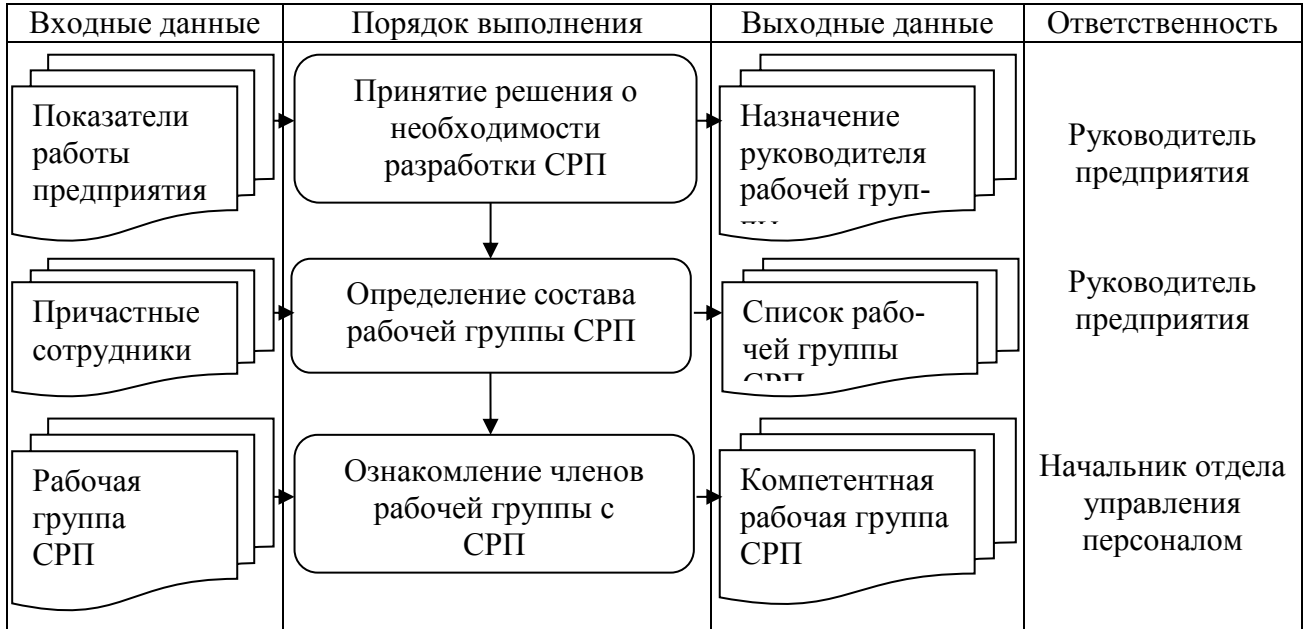 Входные данные
Порядок выполнения
Выходные данные
Ответственность
Показатели
работы
предприятия
Принятие решения о
необходимости
разработки СРП
Назначение
руководителя
рабочей груп-
Руководитель
предприятия
Причастные
сотрудники
Определение состава
рабочей группы СРП
Список рабо-
чей группы
СРП
Руководитель
предприятия
Рабочая
группа
СРП
Ознакомление членов
рабочей группы с
СРП
Компетентная
рабочая группа
СРП
Начальник отдела
управления
персоналом